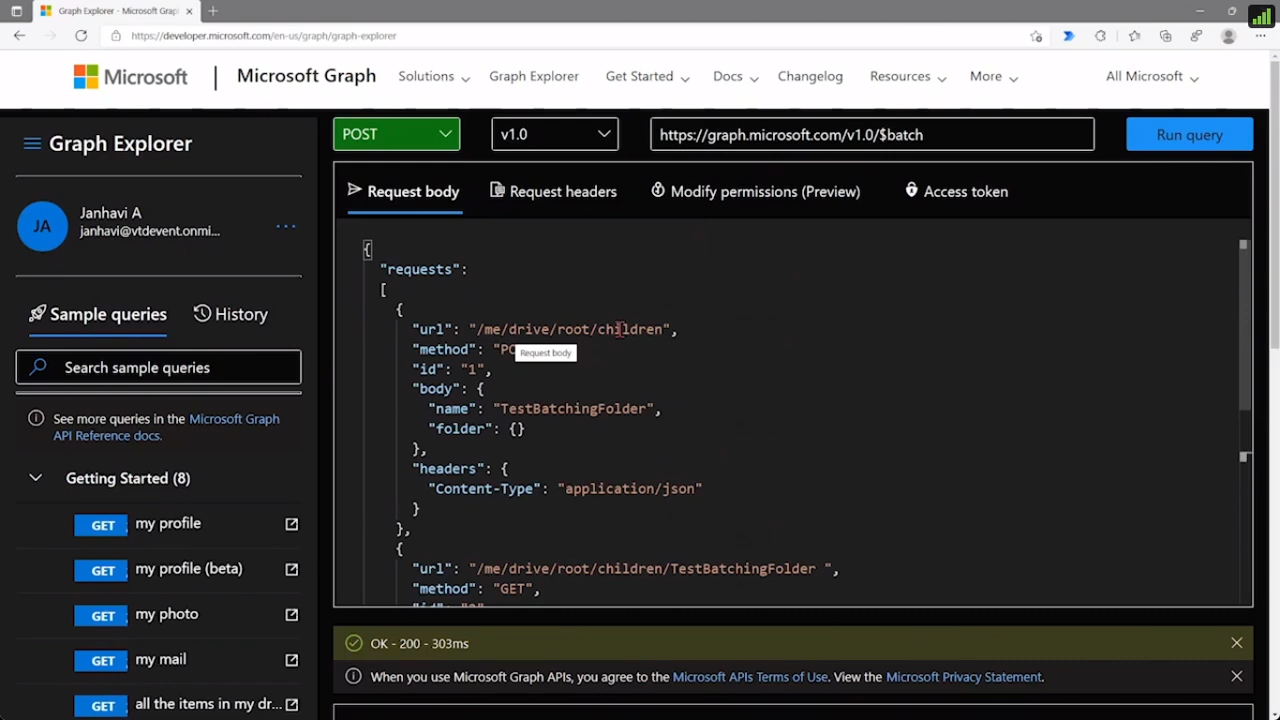 Graph Explorer - Microsoft Graph
https://developer.microsoft.com/en-us/graph/graph-explorer
Microsoft
Microsoft Graph
Solutions
Graph Explorer
Get Started
Docs
Changelog
Resources
More
All Microsoft
Graph Explorer
POST
v1.0
https://graph.microsoft.com/v1.0/$batch
Run query
JA
Janhavi A
janhavi@vtdevent.onmi...
Request body
Request headers
Modify permissions (Preview)
Access token
Sample queries
History
Search sample queries
See more queries in the Microsoft Graph
API Reference docs.
Getting Started (8)
GET my profile
GET my profile (beta)
GET my photo
GET my mail
GET all the items in my dr...
{
"requests":
[
{
"url": "/me/drive/root/children",
"method": "PO
Request body
"id": "1",
"body": {
"name": "TestBatchingFolder",
"folder": {}
},
"headers": {
"Content-Type": "application/json"
}
},
{
"url": "/me/drive/root/children/TestBatchingFolder ",
"method": "GET",
OK - 200 - 303ms
When you use Microsoft Graph APIs, you agree to the Microsoft APIs Terms of Use. View the Microsoft Privacy Statement.